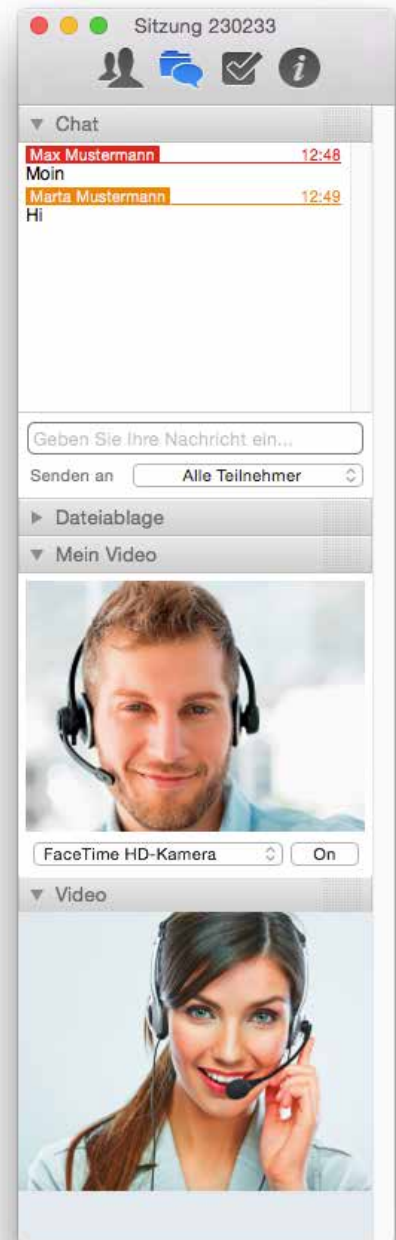 Sitzung 230233
Chat
Max Mustermann 12:48
Moin
Marta Mustermann 12:49
Hi
Geben Sie Ihre Nachricht ein...
Senden an Alle Teilnehmer
Dateiablage
Mein Video
FaceTime HD-Kamera On
Video